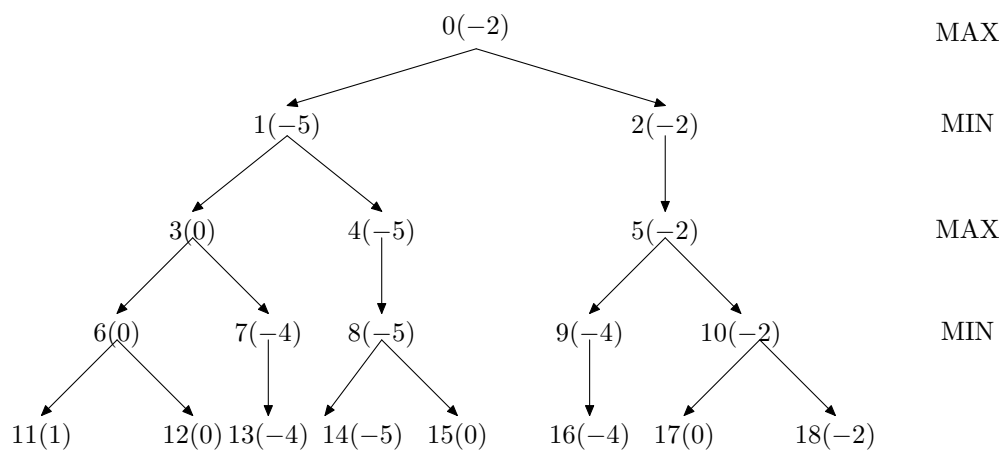 0(−2) MAX
1(−5) 2(−2) MIN
3(0) 4(−5) 5(−2) MAX
6(0) 7(−4) 8(−5) 9(−4) 10(−2) MIN
11(1) 12(0) 13(−4) 14(−5) 15(0) 16(−4) 17(0) 18(−2)